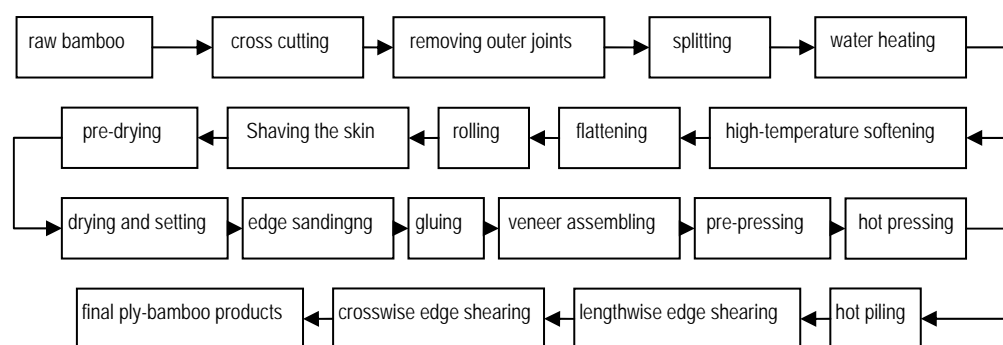 raw bamboo cross cutting removing outer joints splitting water heating
pre-drying Shaving the skin rolling flattening high-temperature softening
drying and setting edge sandingng gluing veneer assembling pre-pressing hot pressing
final ply-bamboo products crosswise edge shearing lengthwise edge shearing hot piling